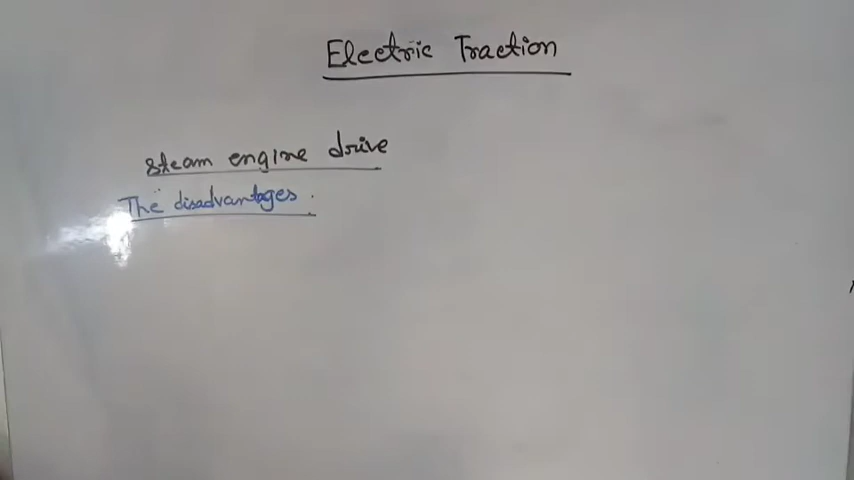 Electric Traction
steam engine drive
The disadvantages.